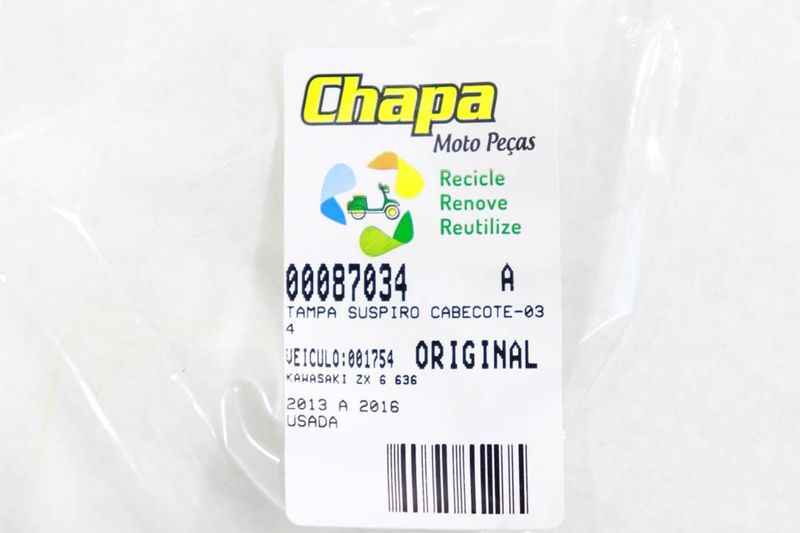 Chapa
Moto Peças
Recicle
Renove
Reutilize
00087034 A
TAMPA SUSPIRO CABECOTE-03
4
VEICULO:001754 ORIGINAL
KAWASAKI ZX 6 636
2013 A 2016
USADA